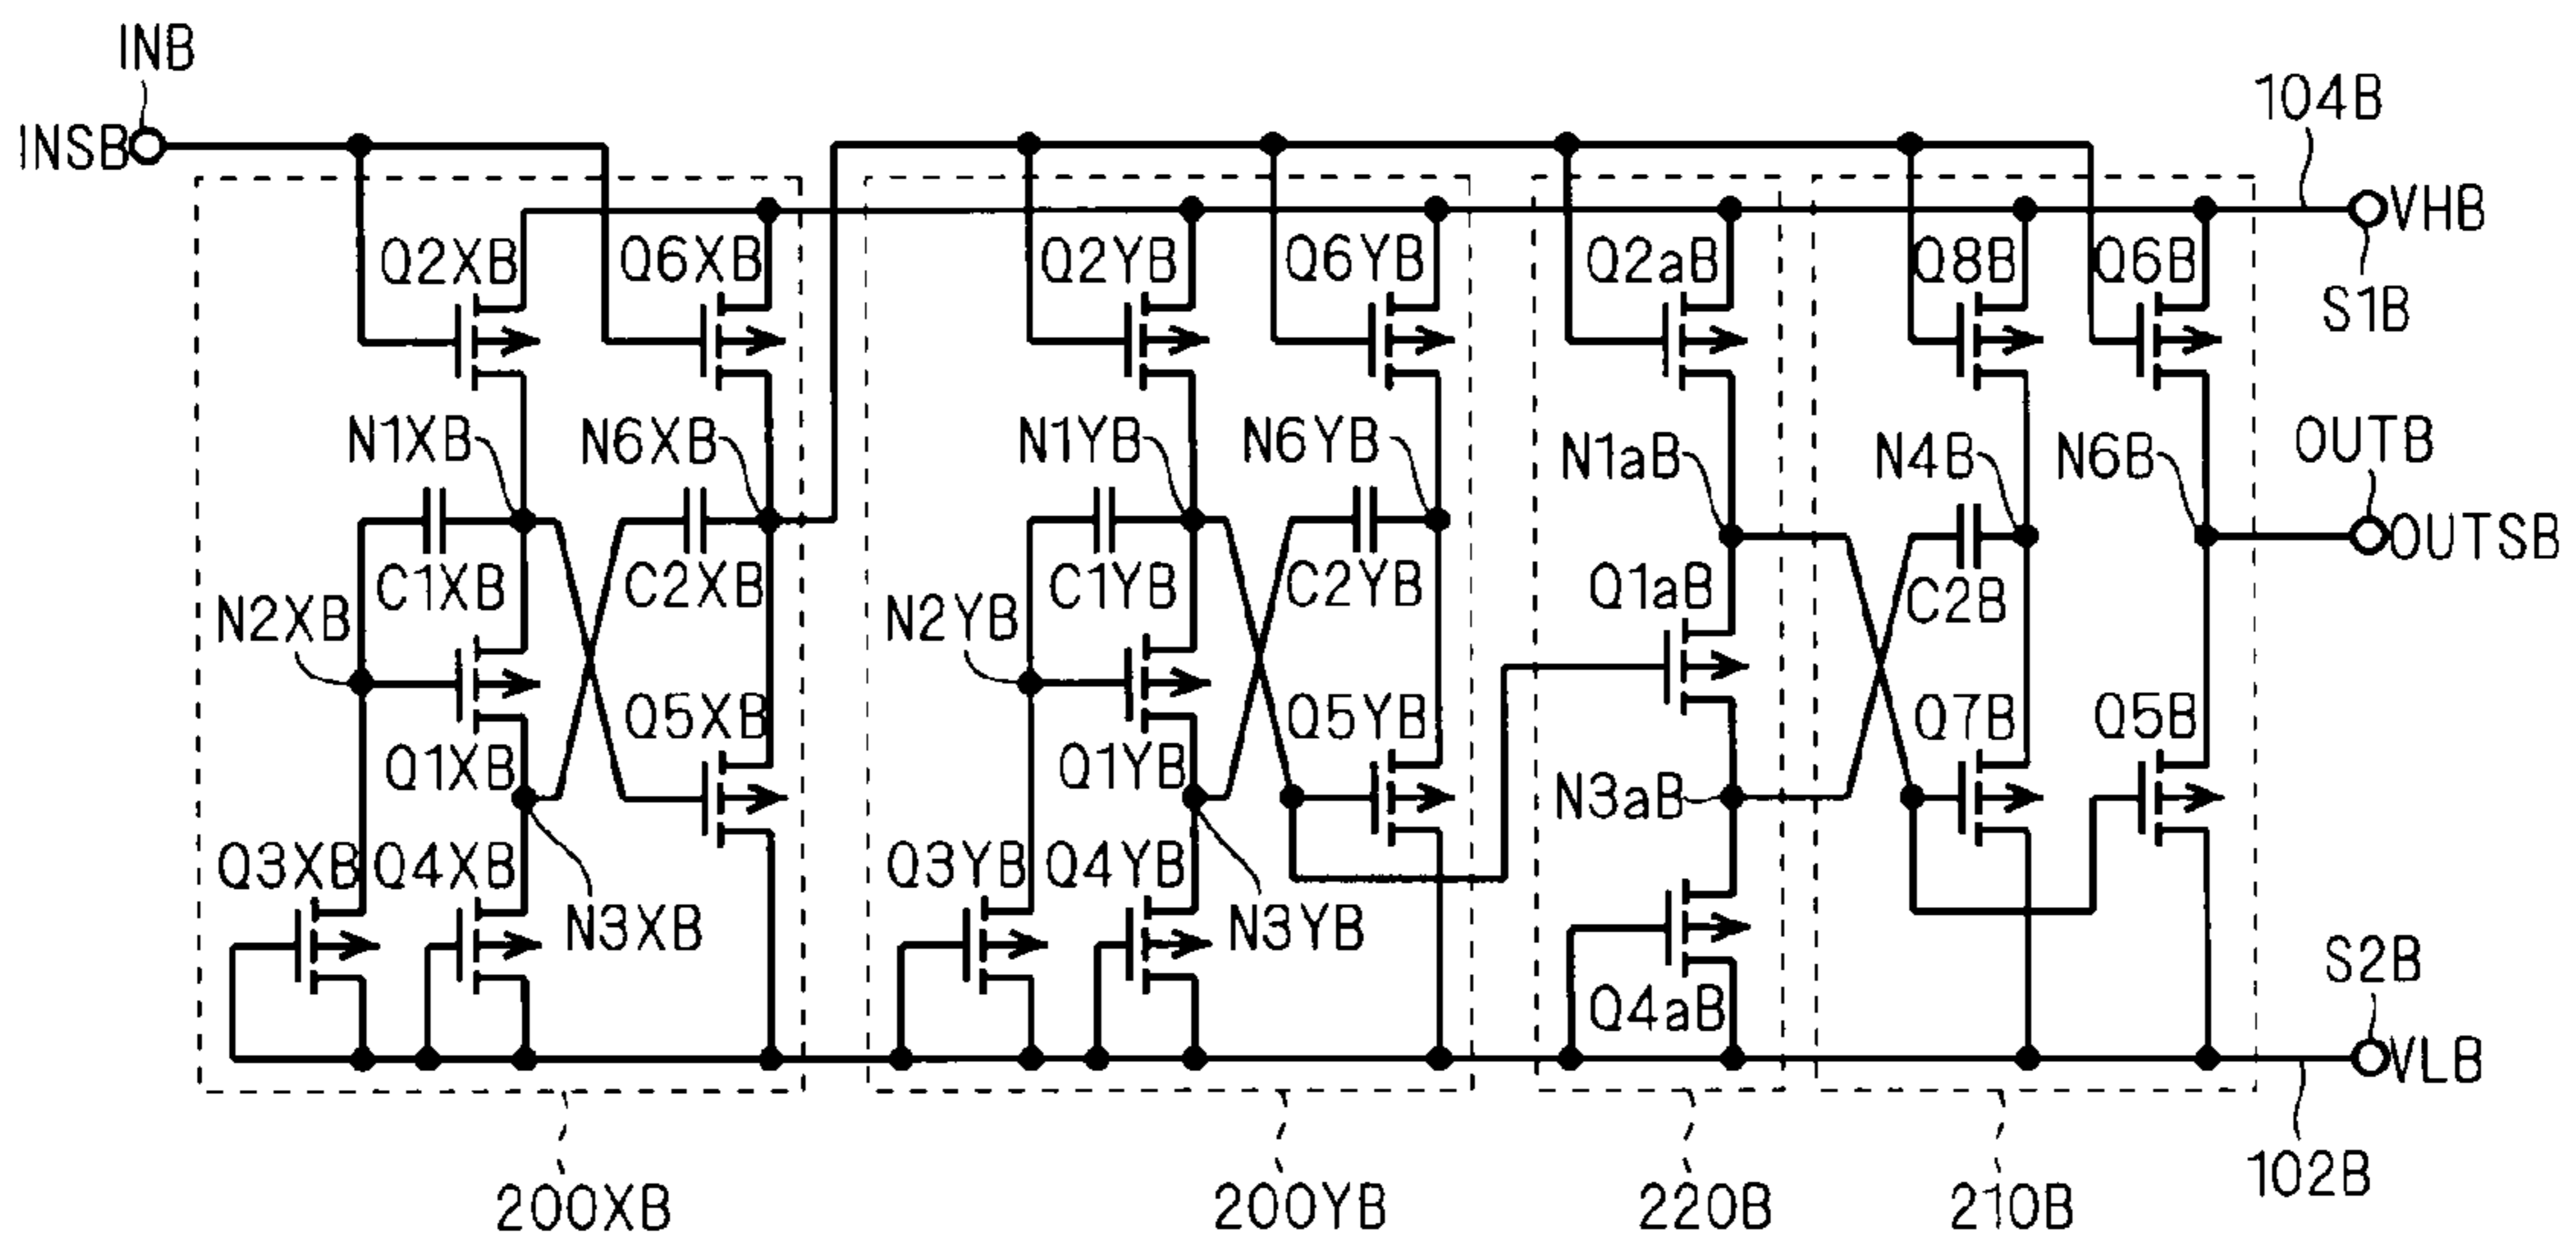 INB
INSB
104B
VHB
S1B
Q2XB
Q6XB
Q2YB
Q6YB
Q2aB
Q8B
Q6B
N1XB
N6XB
N1YB
N6YB
N1aB
N4B
N6B
OUTB
OUTSB
C1XB
C2XB
C1YB
C2YB
Q1aB
C2B
N2XB
N2YB
Q1XB
Q5XB
Q1YB
Q5YB
N3aB
Q7B
Q5B
Q3XB
Q4XB
N3XB
Q3YB
Q4YB
N3YB
Q4aB
S2B
VLB
102B
200XB
200YB
220B
210B